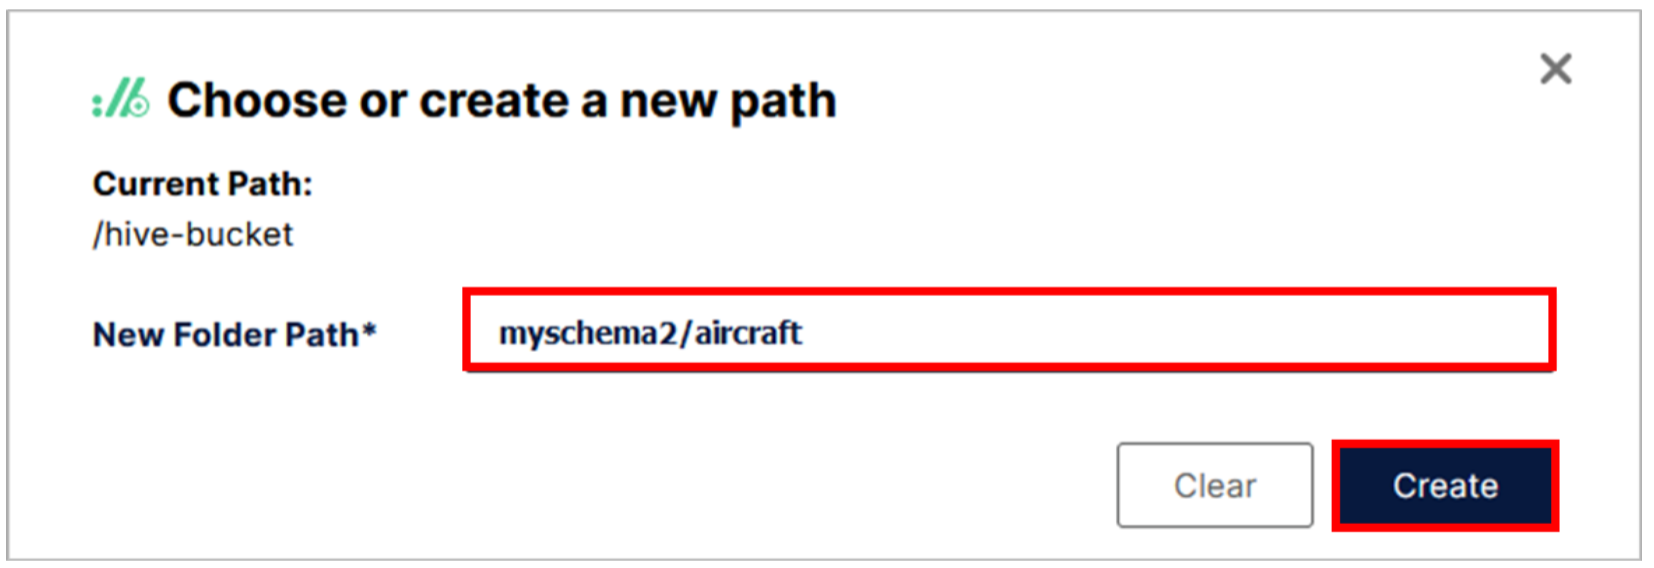 Choose or create a new path
Current Path:
/hive-bucket
New Folder Path* myschema2/aircraft
Clear Create